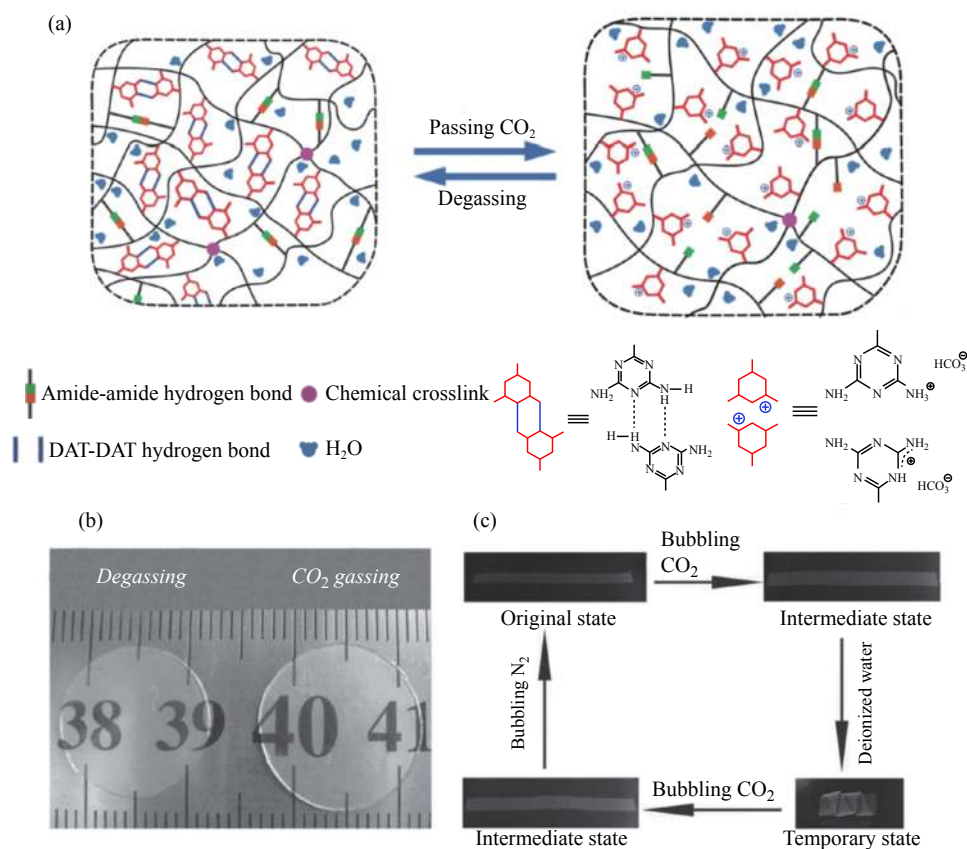 (a)
Passing CO₂
Degassing
Amide-amide hydrogen bond
Chemical crosslink
DAT-DAT hydrogen bond
H₂O
N
N
N
NH₂
N
H
H
H
N
N
N
N
NH₂
N
N
N
NH₂
NH₃⊕
HCO₃⊖
NH₂
NH₂
N
N
NH
⊕
HCO₃⊖
(b)
Degassing
CO₂ gassing
38 39 40 41
(c)
Bubbling
CO₂
Original state
Intermediate state
Bubbling N₂
Deionized water
Bubbling CO₂
Intermediate state
Temporary state